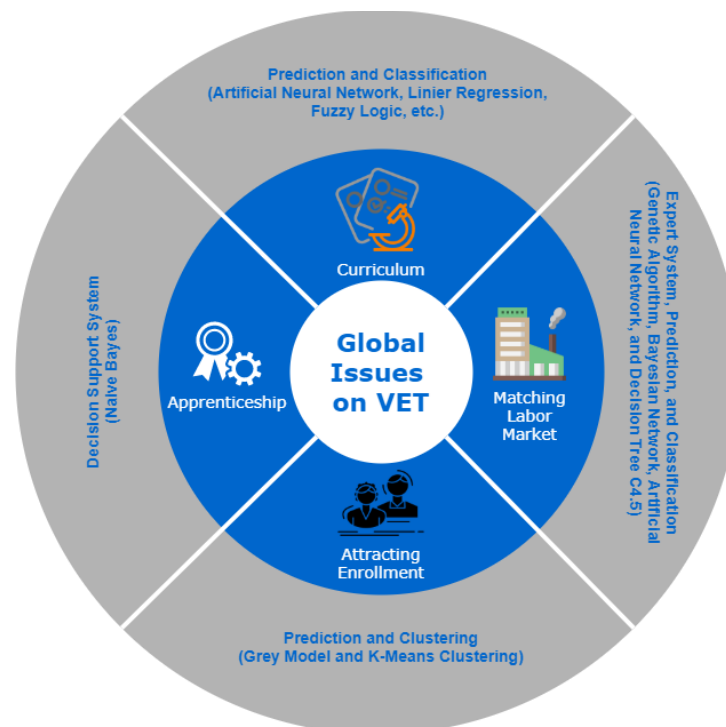 Prediction and Classification
(Artificial Neural Network, Linier Regression,
Fuzzy Logic, etc.)
Curriculum
Global
Issues
on VET
Apprenticeship
Matching
Labor
Market
Attracting
Enrollment
Decision Support System
(Naive Bayes)
Expert System, Prediction, and Classification
(Genetic Algorithm, Bayesian Network, Artificial
Neural Network, and Decision Tree C4.5)
Prediction and Clustering
(Grey Model and K-Means Clustering)